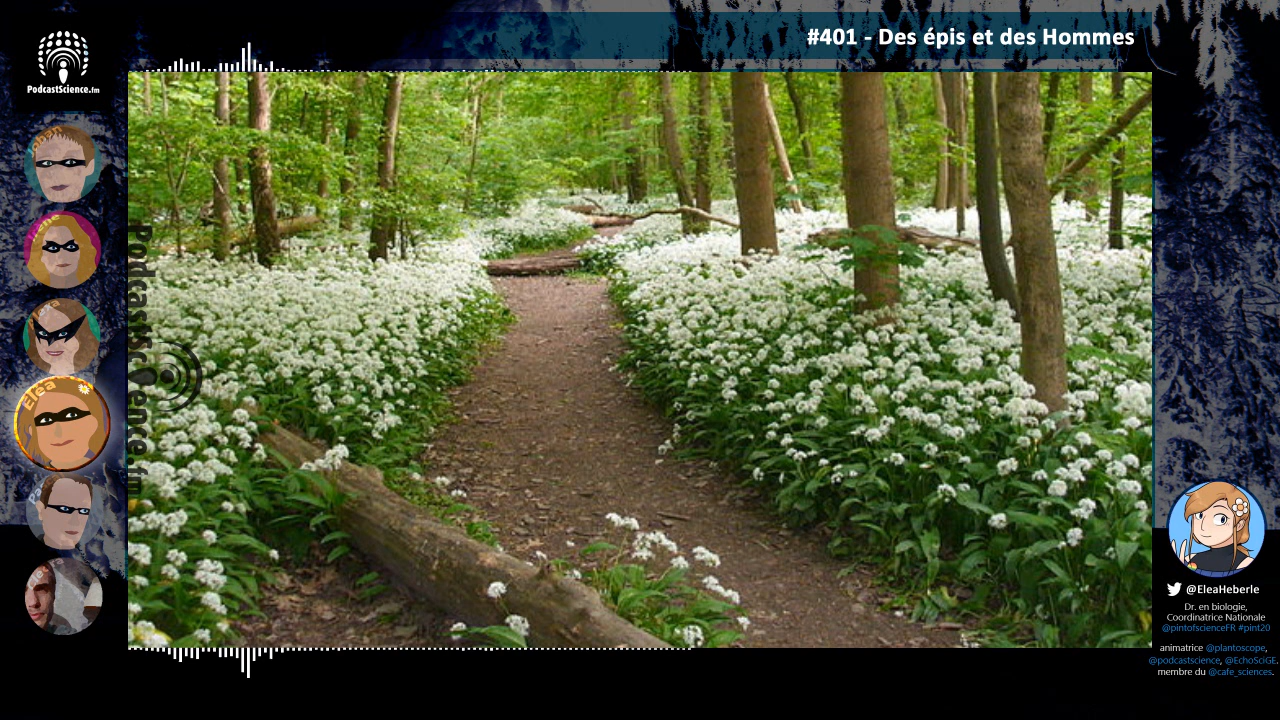 #401 - Des épis et des Hommes
PodcastScience.fm
Eléa
PodcastScience.fm
@EleaHeberle
Dr. en biologie,
Coordinatrice Nationale
@pintofscienceFR #pint20
animatrice @plantoscope,
@podcastscience, @EchoSciGE.
membre du @cafe_sciences.